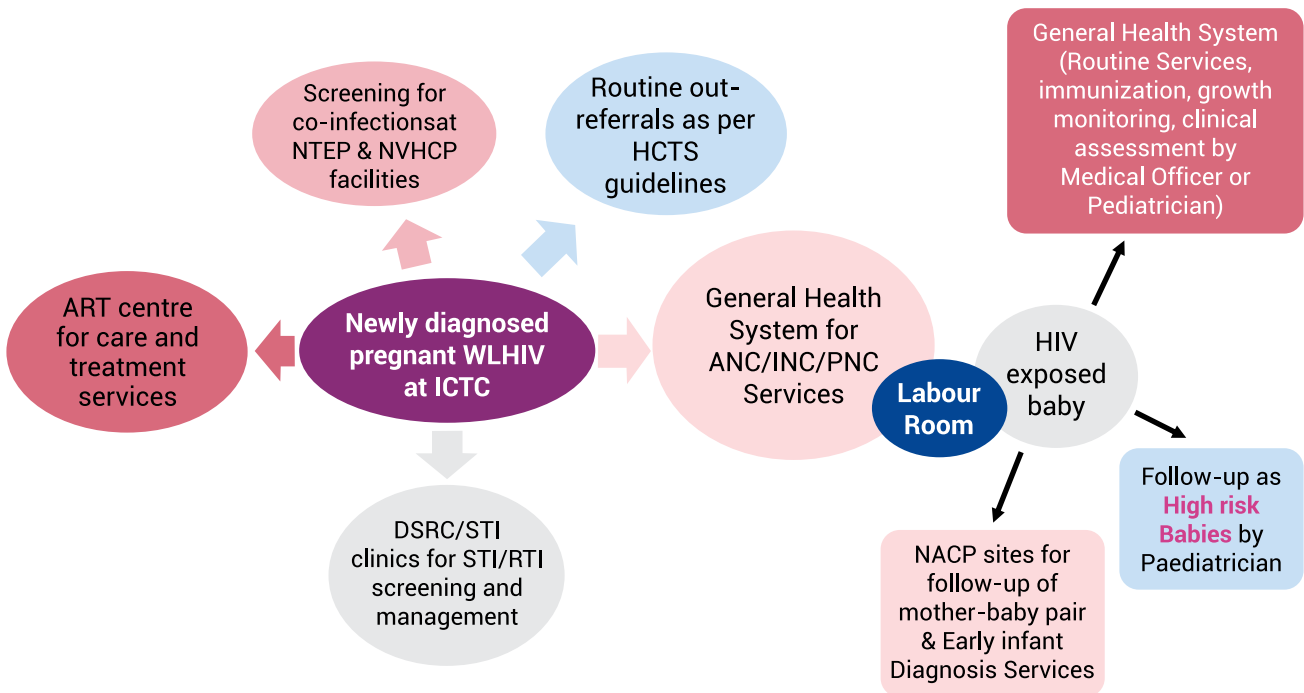 Screening for
co-infectionsat
NTEP & NVHCP
facilities
Routine out-
referrals as per
HCTS
guidelines
General Health System
(Routine Services,
immunization, growth
monitoring, clinical
assessment by
Medical Officer or
Pediatrician)
ART centre
for care and
treatment
services
Newly diagnosed
pregnant WLHIV
at ICTC
General Health
System for
ANC/INC/PNC
Services
Labour
Room
HIV
exposed
baby
DSRC/STI
clinics for STI/RTI
screening and
management
NACP sites for
follow-up of
mother-baby pair
& Early infant
Diagnosis Services
Follow-up as
High risk
Babies by
Paediatrician